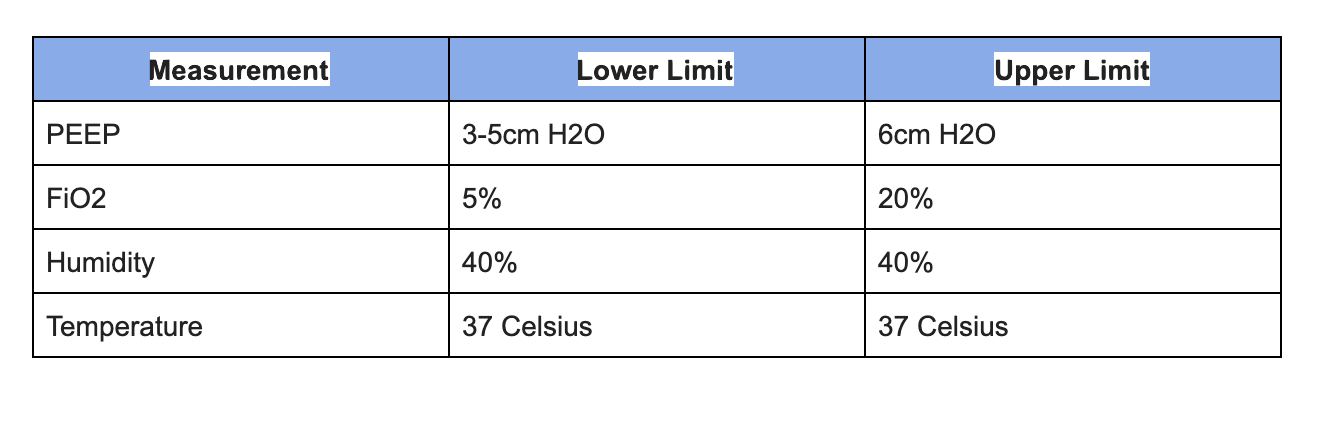 Measurement Lower Limit Upper Limit
PEEP 3-5cm H2O 6cm H2O
FiO2 5% 20%
Humidity 40% 40%
Temperature 37 Celsius 37 Celsius